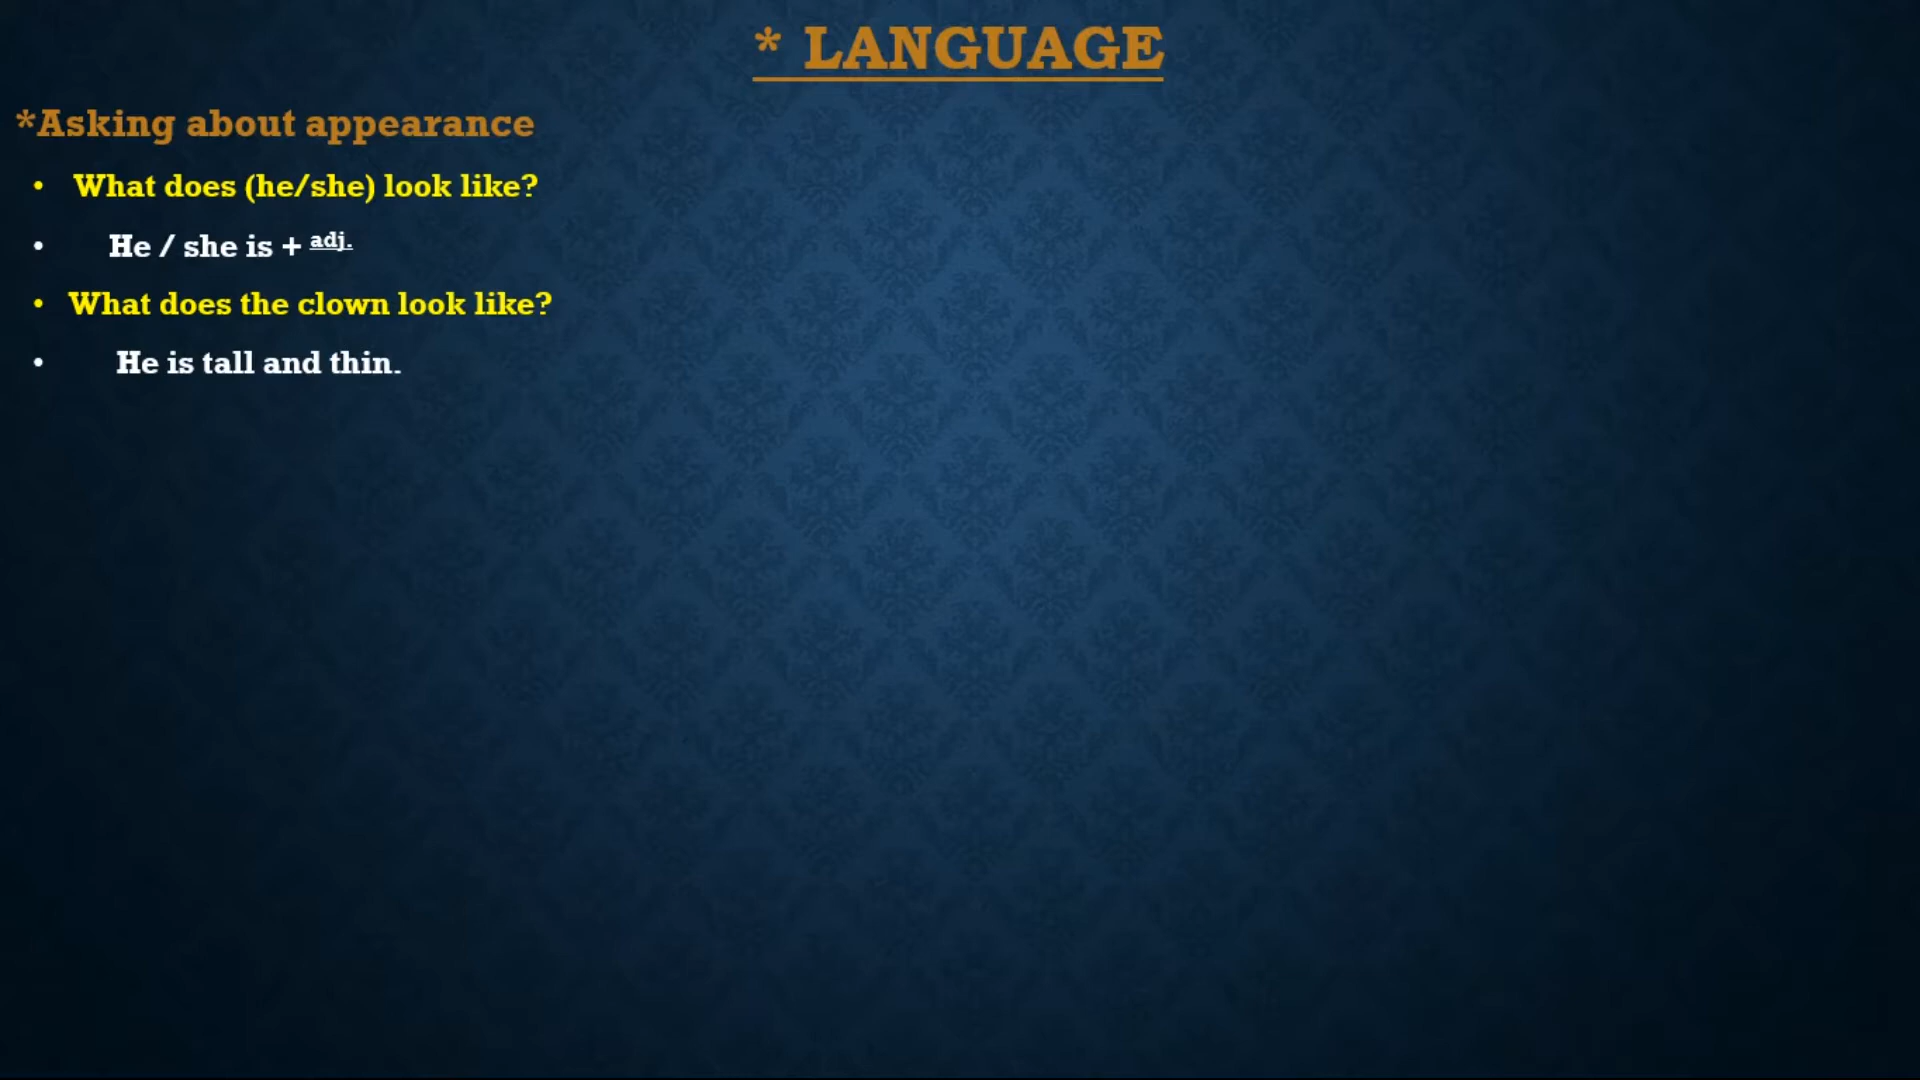 * LANGUAGE
*Asking about appearance
• What does (he/she) look like?
• He / she is + adj.
• What does the clown look like?
• He is tall and thin.